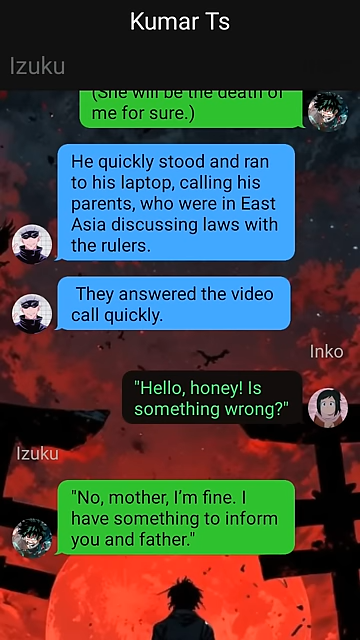 Kumar Ts
Izuku
(She will be the death of
me for sure.)
He quickly stood and ran
to his laptop, calling his
parents, who were in East
Asia discussing laws with
the rulers.
They answered the video
call quickly.
Inko
"Hello, honey! Is
something wrong?"
Izuku
"No, mother, I’m fine. I
have something to inform
you and father."